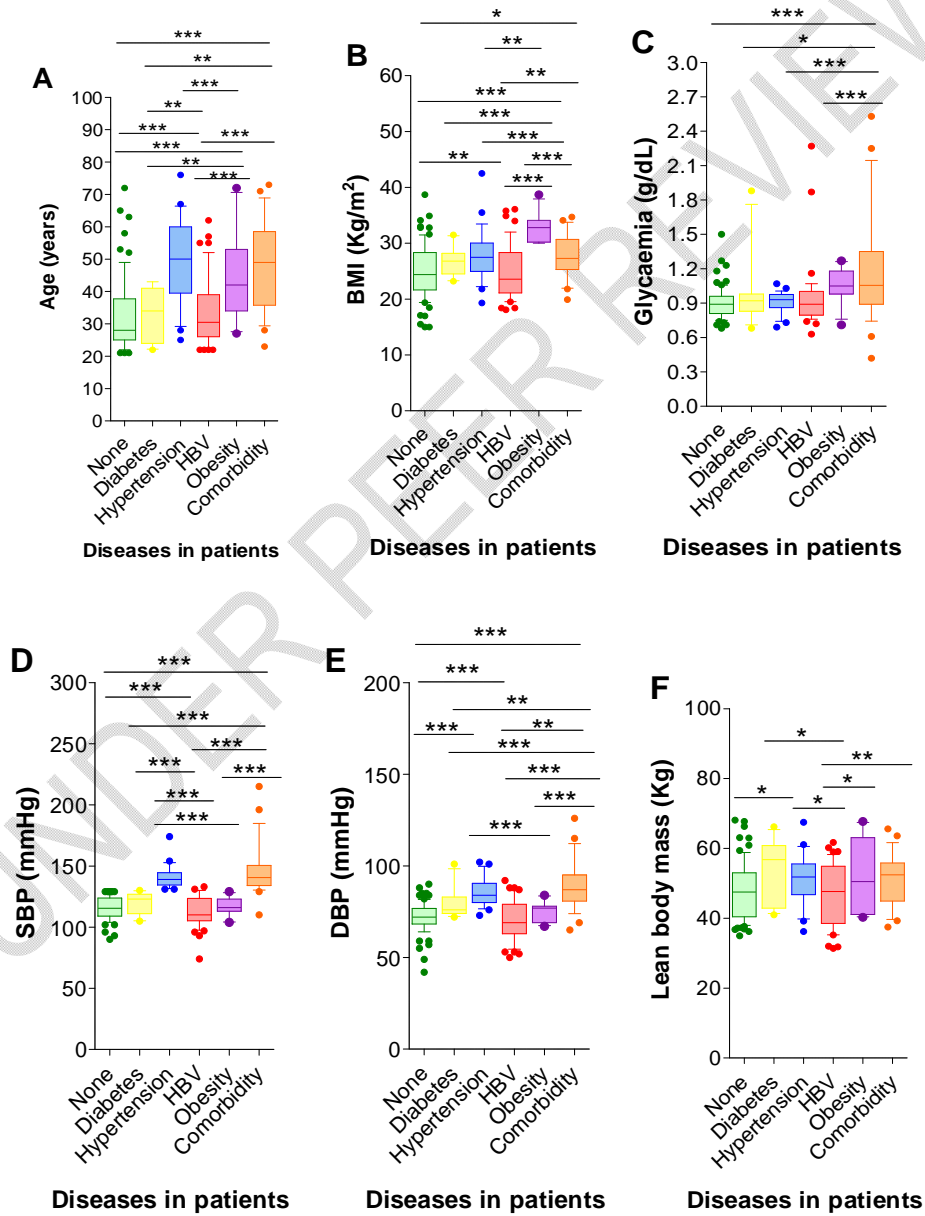 UNDER PEER REVIEW
A
***
**
***
**
***
***
***
**
***
100
90
80
70
60
50
40
30
20
10
0
Age (years)
None
Diabetes
Hypertension
HBV
Obesity
Comorbidity
Diseases in patients
B
*
**
**
***
***
***
**
***
***
60
50
40
30
20
10
0
BMI (Kg/m²)
None
Diabetes
Hypertension
HBV
Obesity
Comorbidity
Diseases in patients
C
***
*
***
***
3.0
2.7
2.4
2.1
1.8
1.5
1.2
0.9
0.6
0.3
0.0
Glycaemia (g/dL)
None
Diabetes
Hypertension
HBV
Obesity
Comorbidity
Diseases in patients
D
***
***
***
***
***
***
***
300
250
200
150
100
50
0
SBP (mmHg)
None
Diabetes
Hypertension
HBV
Obesity
Comorbidity
Diseases in patients
E
***
***
**
***
**
***
***
***
***
200
150
100
50
0
DBP (mmHg)
None
Diabetes
Hypertension
HBV
Obesity
Comorbidity
Diseases in patients
F
*
**
*
*
*
100
80
60
40
20
0
Lean body mass (Kg)
None
Diabetes
Hypertension
HBV
Obesity
Comorbidity
Diseases in patients